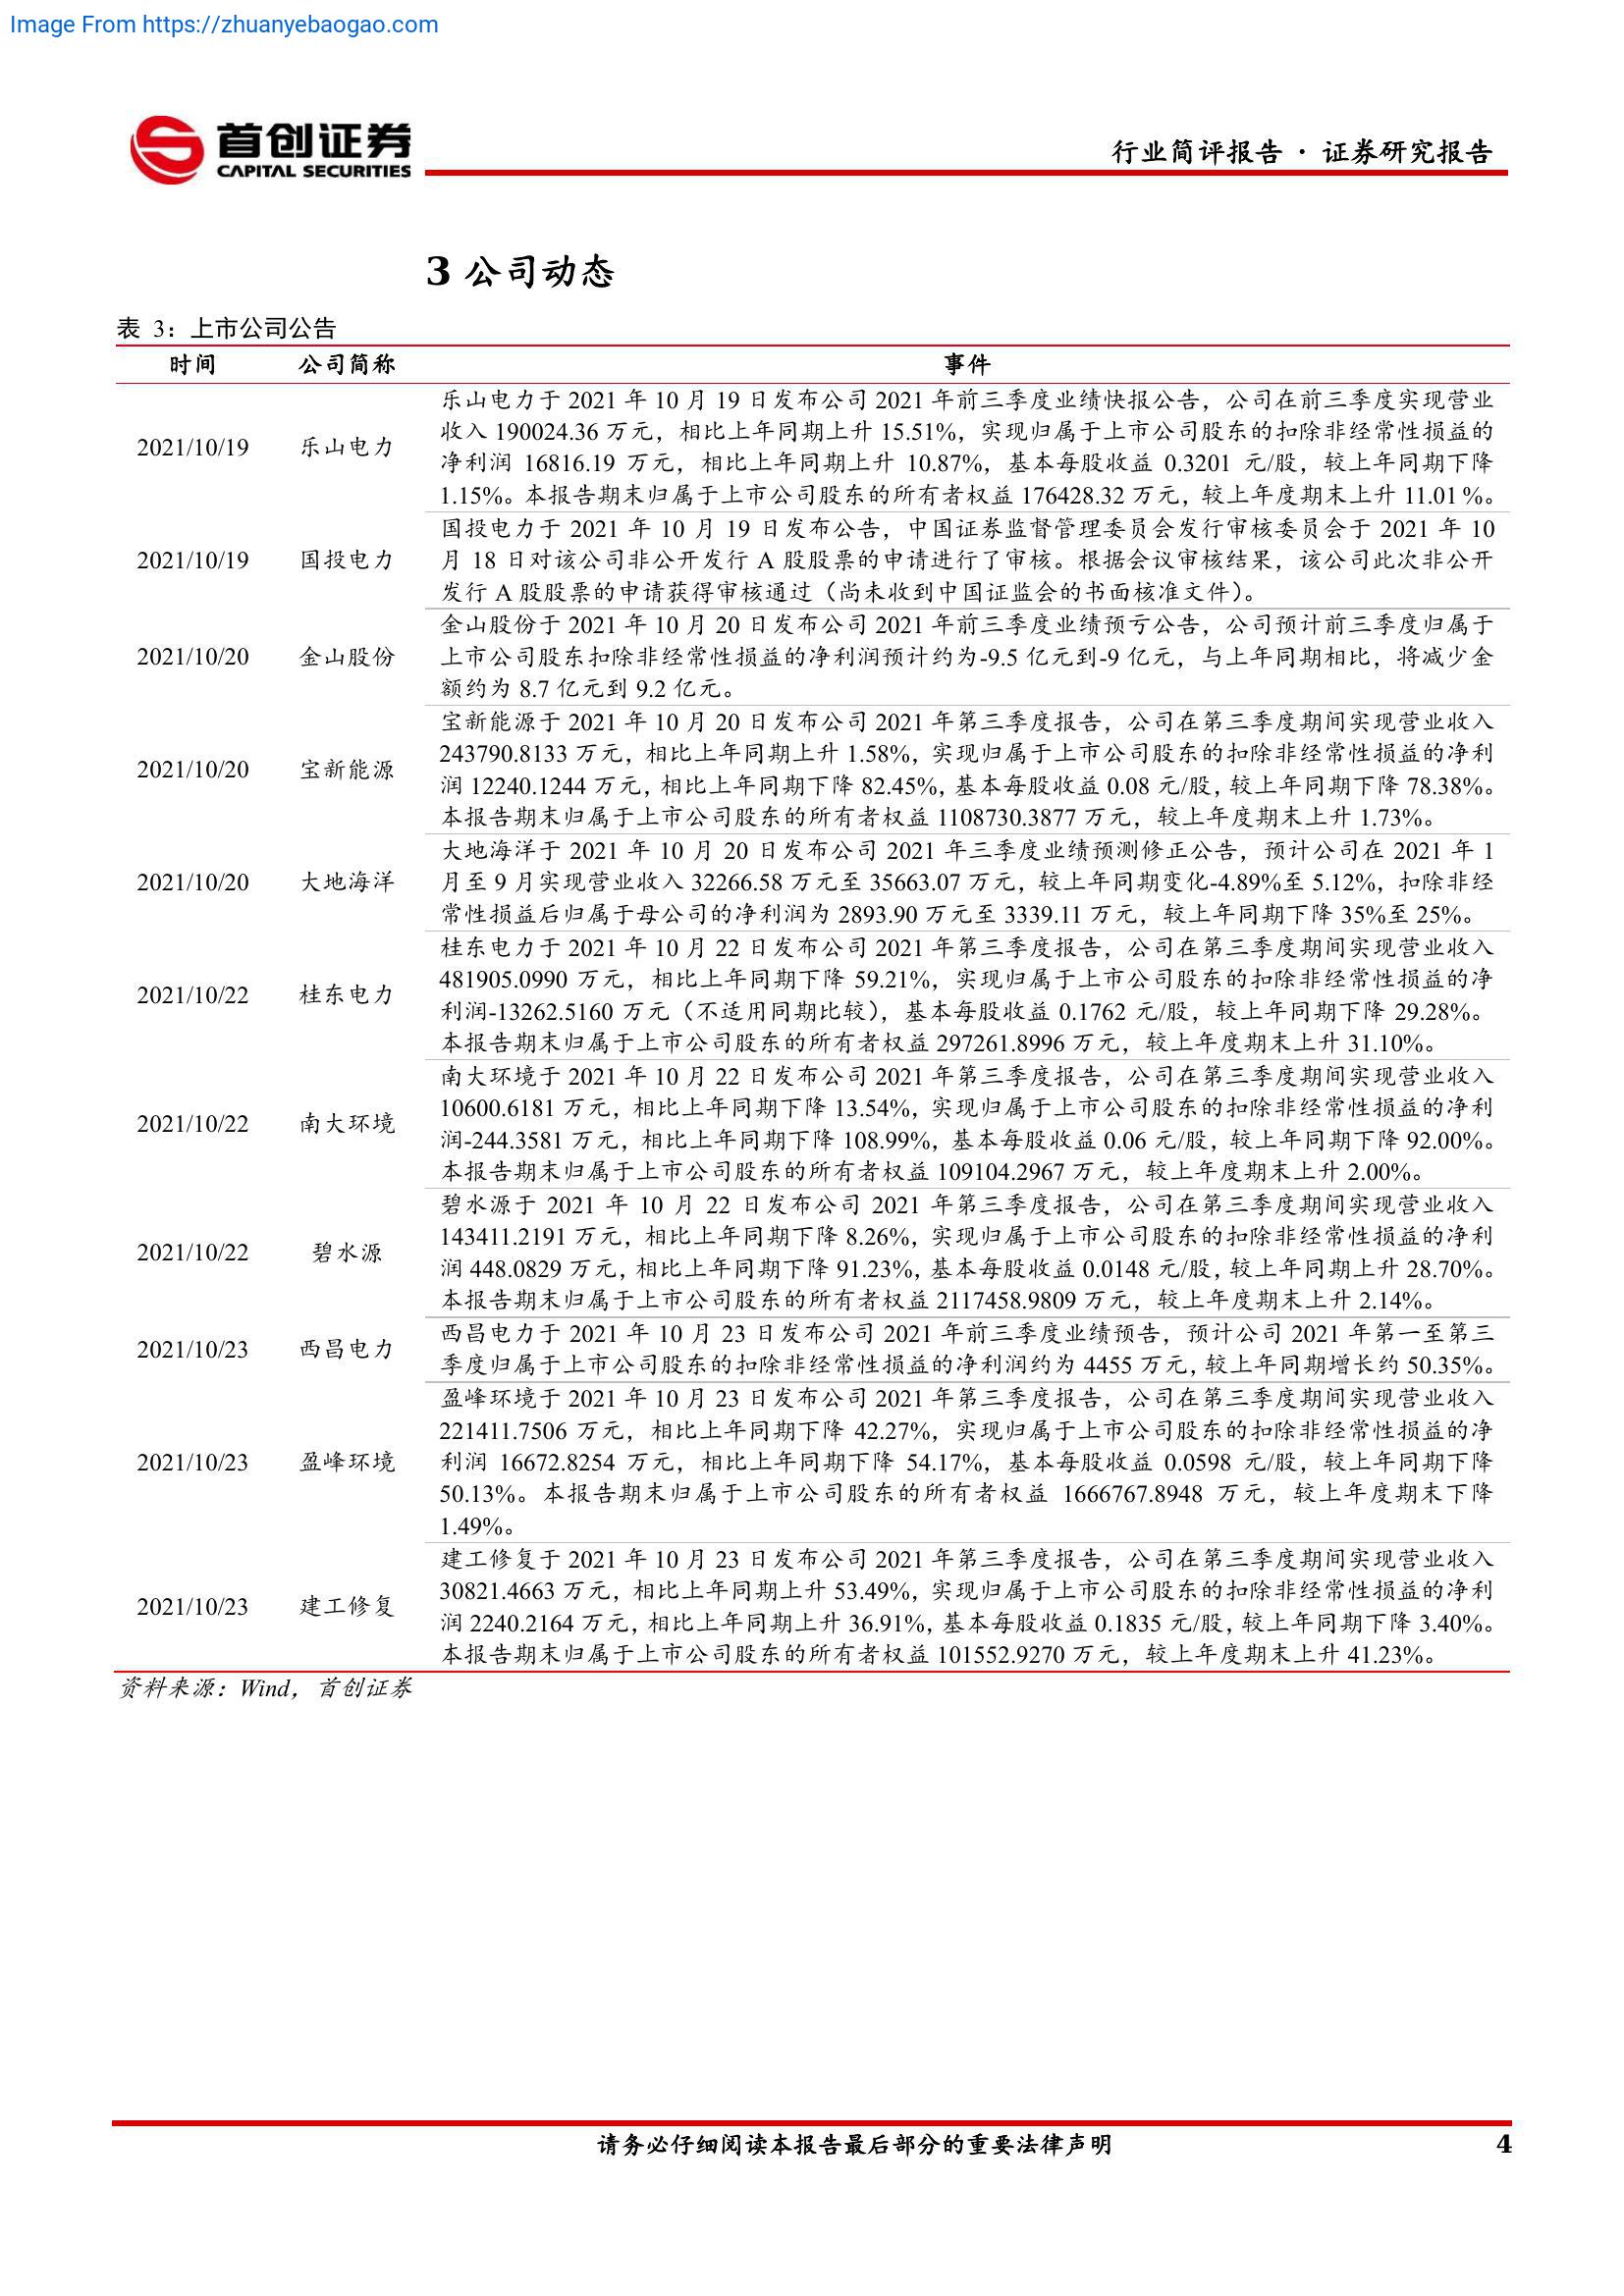 Image From https://zhuanyebaogao.com
首创证券
CAPITAL SECURITIES
行业简评报告 · 证券研究报告
3 公司动态
表 3：上市公司公告
时间 公司简称 事件
2021/10/19 乐山电力
乐山电力于 2021 年 10 月 19 日发布公司 2021 年前三季度业绩快报公告，公司在前三季度实现营业
收入 190024.36 万元，相比上年同期上升 15.51%，实现归属于上市公司股东的扣除非经常性损益的
净利润 16816.19 万元，相比上年同期上升 10.87%，基本每股收益 0.3201 元/股，较上年同期下降
1.15%。本报告期末归属于上市公司股东的所有者权益 176428.32 万元，较上年度期末上升 11.01 %。
2021/10/19 国投电力
国投电力于 2021 年 10 月 19 日发布公告，中国证券监督管理委员会发行审核委员会于 2021 年 10
月 18 日对该公司非公开发行 A 股股票的申请进行了审核。根据会议审核结果，该公司此次非公开
发行 A 股股票的申请获得审核通过（尚未收到中国证监会的书面核准文件）。
2021/10/20 金山股份
金山股份于 2021 年 10 月 20 日发布公司 2021 年前三季度业绩预亏公告，公司预计前三季度归属于
上市公司股东扣除非经常性损益的净利润预计约为-9.5 亿元到-9 亿元，与上年同期相比，将减少金
额约为 8.7 亿元到 9.2 亿元。
2021/10/20 宝新能源
宝新能源于 2021 年 10 月 20 日发布公司 2021 年第三季度报告，公司在第三季度期间实现营业收入
243790.8133 万元，相比上年同期上升 1.58%，实现归属于上市公司股东的扣除非经常性损益的净利
润 12240.1244 万元，相比上年同期下降 82.45%，基本每股收益 0.08 元/股，较上年同期下降 78.38%。
本报告期末归属于上市公司股东的所有者权益 1108730.3877 万元，较上年度期末上升 1.73%。
2021/10/20 大地海洋
大地海洋于 2021 年 10 月 20 日发布公司 2021 年三季度业绩预测修正公告，预计公司在 2021 年 1
月至 9 月实现营业收入 32266.58 万元至 35663.07 万元，较上年同期变化-4.89%至 5.12%，扣除非经
常性损益后归属于母公司的净利润为 2893.90 万元至 3339.11 万元，较上年同期下降 35%至 25%。
2021/10/22 桂东电力
桂东电力于 2021 年 10 月 22 日发布公司 2021 年第三季度报告，公司在第三季度期间实现营业收入
481905.0990 万元，相比上年同期下降 59.21%，实现归属于上市公司股东的扣除非经常性损益的净
利润-13262.5160 万元（不适用同期比较），基本每股收益 0.1762 元/股，较上年同期下降 29.28%。
本报告期末归属于上市公司股东的所有者权益 297261.8996 万元，较上年度期末上升 31.10%。
2021/10/22 南大环境
南大环境于 2021 年 10 月 22 日发布公司 2021 年第三季度报告，公司在第三季度期间实现营业收入
10600.6181 万元，相比上年同期下降 13.54%，实现归属于上市公司股东的扣除非经常性损益的净利
润-244.3581 万元，相比上年同期下降 108.99%，基本每股收益 0.06 元/股，较上年同期下降 92.00%。
本报告期末归属于上市公司股东的所有者权益 109104.2967 万元，较上年度期末上升 2.00%。
2021/10/22 碧水源
碧水源于 2021 年 10 月 22 日发布公司 2021 年第三季度报告，公司在第三季度期间实现营业收入
143411.2191 万元，相比上年同期下降 8.26%，实现归属于上市公司股东的扣除非经常性损益的净利
润 448.0829 万元，相比上年同期下降 91.23%，基本每股收益 0.0148 元/股，较上年同期上升 28.70%。
本报告期末归属于上市公司股东的所有者权益 2117458.9809 万元，较上年度期末上升 2.14%。
2021/10/23 西昌电力
西昌电力于 2021 年 10 月 23 日发布公司 2021 年前三季度业绩预告，预计公司 2021 年第一至第三
季度归属于上市公司股东的扣除非经常性损益的净利润约为 4455 万元，较上年同期增长约 50.35%。
2021/10/23 盈峰环境
盈峰环境于 2021 年 10 月 23 日发布公司 2021 年第三季度报告，公司在第三季度期间实现营业收入
221411.7506 万元，相比上年同期下降 42.27%，实现归属于上市公司股东的扣除非经常性损益的净
利润 16672.8254 万元，相比上年同期下降 54.17%，基本每股收益 0.0598 元/股，较上年同期下降
50.13%。本报告期末归属于上市公司股东的所有者权益 1666767.8948 万元，较上年度期末下降
1.49%。
2021/10/23 建工修复
建工修复于 2021 年 10 月 23 日发布公司 2021 年第三季度报告，公司在第三季度期间实现营业收入
30821.4663 万元，相比上年同期上升 53.49%，实现归属于上市公司股东的扣除非经常性损益的净利
润 2240.2164 万元，相比上年同期上升 36.91%，基本每股收益 0.1835 元/股，较上年同期下降 3.40%。
本报告期末归属于上市公司股东的所有者权益 101552.9270 万元，较上年度期末上升 41.23%。
资料来源：Wind，首创证券
请务必仔细阅读本报告最后部分的重要法律声明 4